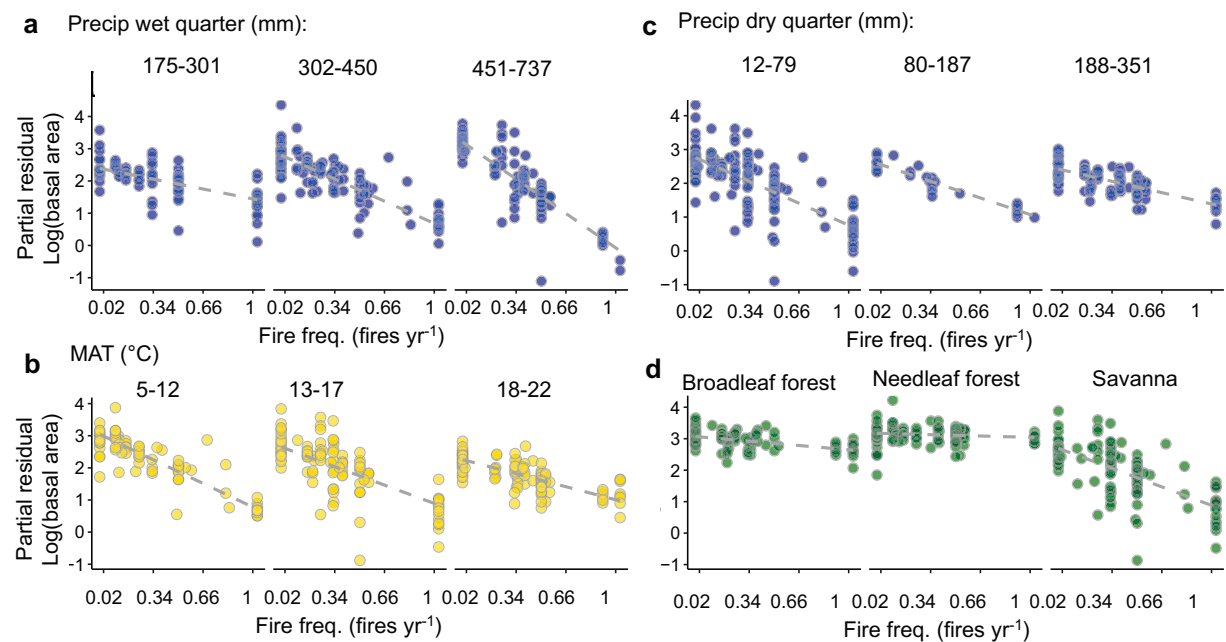 a Precip wet quarter (mm):
175-301 302-450 451-737
Partial residual
Log(basal area)
4
3
2
1
0
-1
0.02 0.34 0.66 1 0.02 0.34 0.66 1 0.02 0.34 0.66 1
Fire freq. (fires yr⁻¹)
c Precip dry quarter (mm):
12-79 80-187 188-351
4
3
2
1
0
−1
0.02 0.34 0.66 1 0.02 0.34 0.66 1 0.02 0.34 0.66 1
Fire freq. (fires yr⁻¹)
b MAT (°C)
5-12 13-17 18-22
Partial residual
Log(basal area)
4
3
2
1
0
-1
0.02 0.34 0.66 1 0.02 0.34 0.66 1 0.02 0.34 0.66 1
Fire freq. (fires yr⁻¹)
d Broadleaf forest Needleaf forest Savanna
4
3
2
1
0
-1
0.02 0.34 0.66 1 0.02 0.34 0.66 1 0.02 0.34 0.66 1
Fire freq. (fires yr⁻¹)